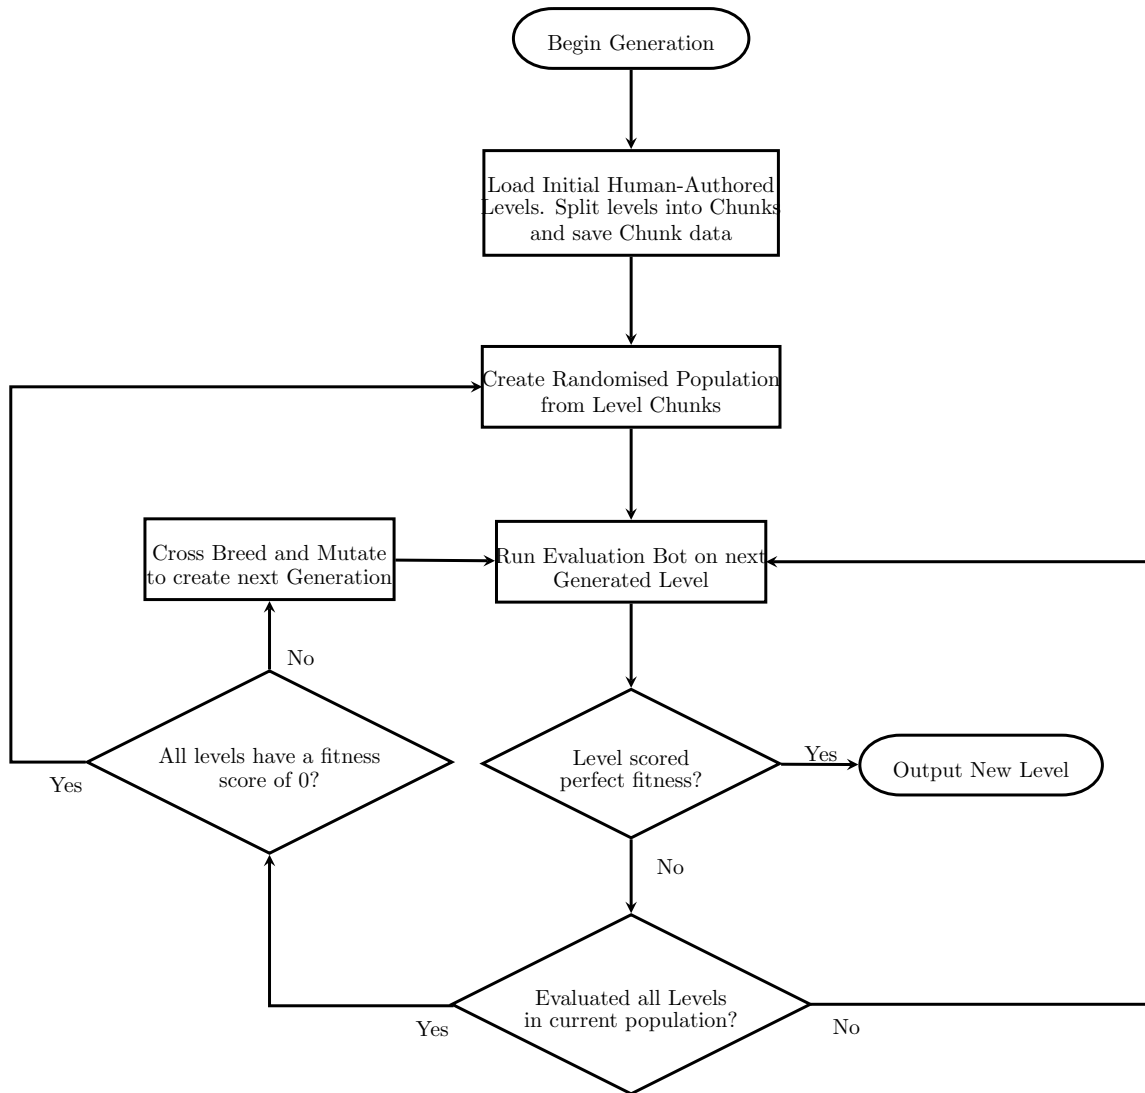 Begin Generation
Load Initial Human-Authored
Levels. Split levels into Chunks
and save Chunk data
Create Randomised Population
from Level Chunks
Cross Breed and Mutate
to create next Generation
Run Evaluation Bot on next
Generated Level
No
All levels have a fitness
score of 0?
Yes
Level scored
perfect fitness?
Yes
Output New Level
No
Evaluated all Levels
in current population?
Yes
No